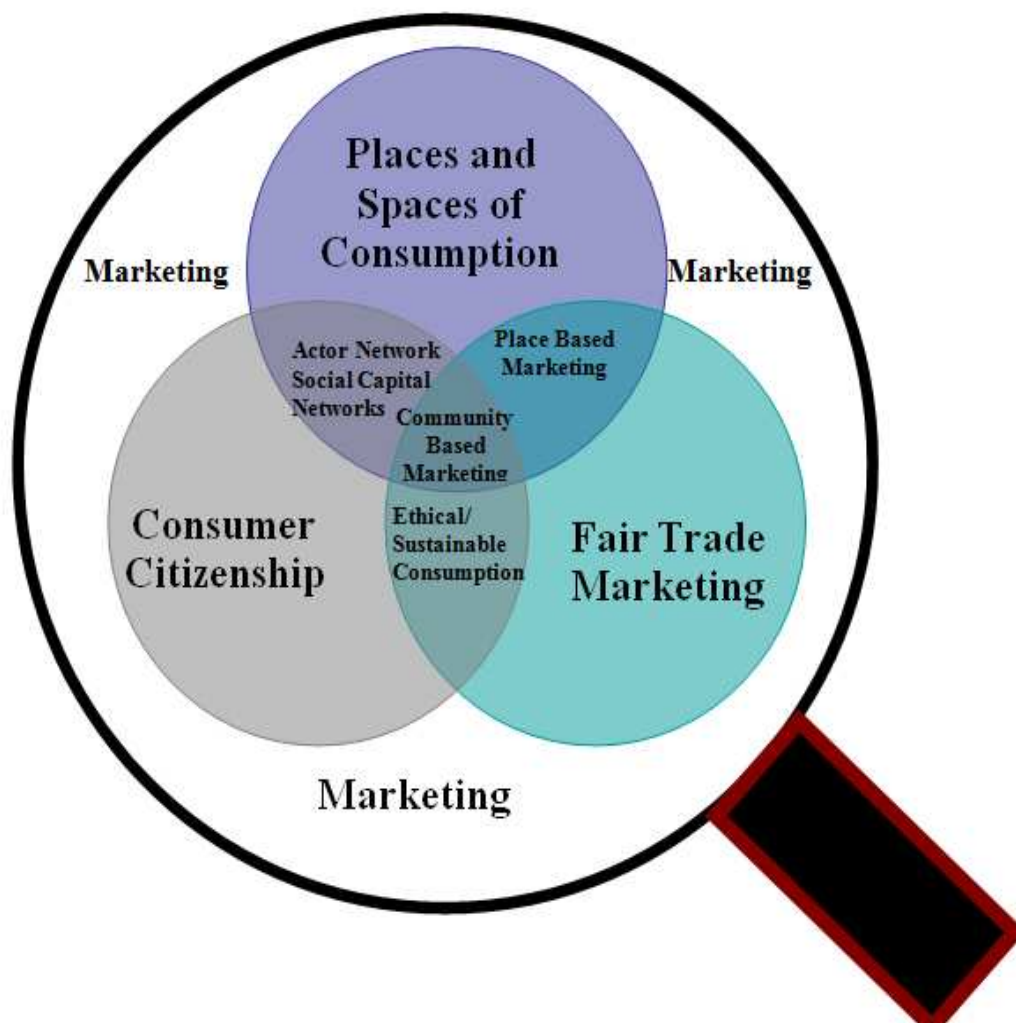 Places and
Spaces of
Consumption
Marketing
Marketing
Actor Network
Social Capital
Networks
Place Based
Marketing
Community
Based
Marketing
Ethical/
Sustainable
Consumption
Consumer
Citizenship
Fair Trade
Marketing
Marketing